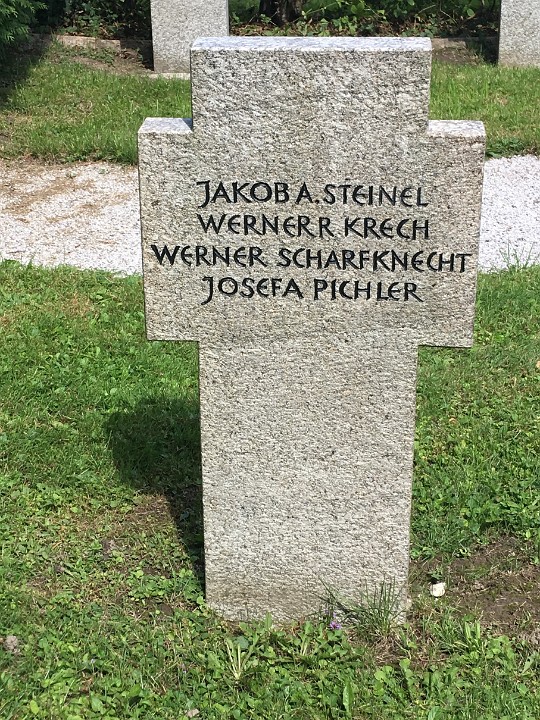 JAKOB A. STEINEL
WERNER R KRECH
WERNER SCHARFKNECHT
JOSEFA PICHLER